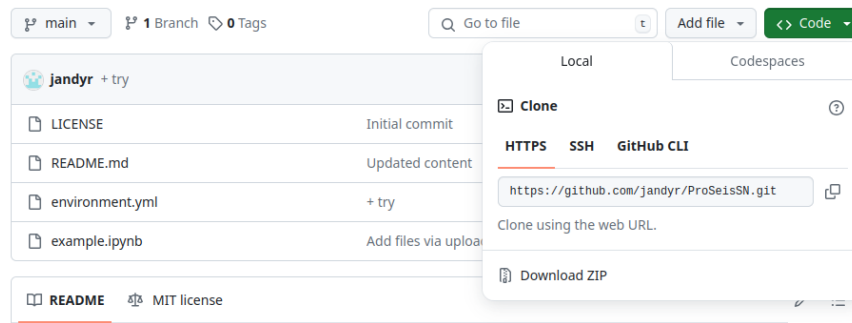 main 1 Branch 0 Tags Go to file t Add file Code
Local Codespaces
jandyr + try
Clone
LICENSE Initial commit
HTTPS SSH GitHub CLI
README.md Updated content
https://github.com/jandyr/ProSeisSN.git
environment.yml + try
Clone using the web URL.
example.ipynb Add files via
Download ZIP
README MIT license